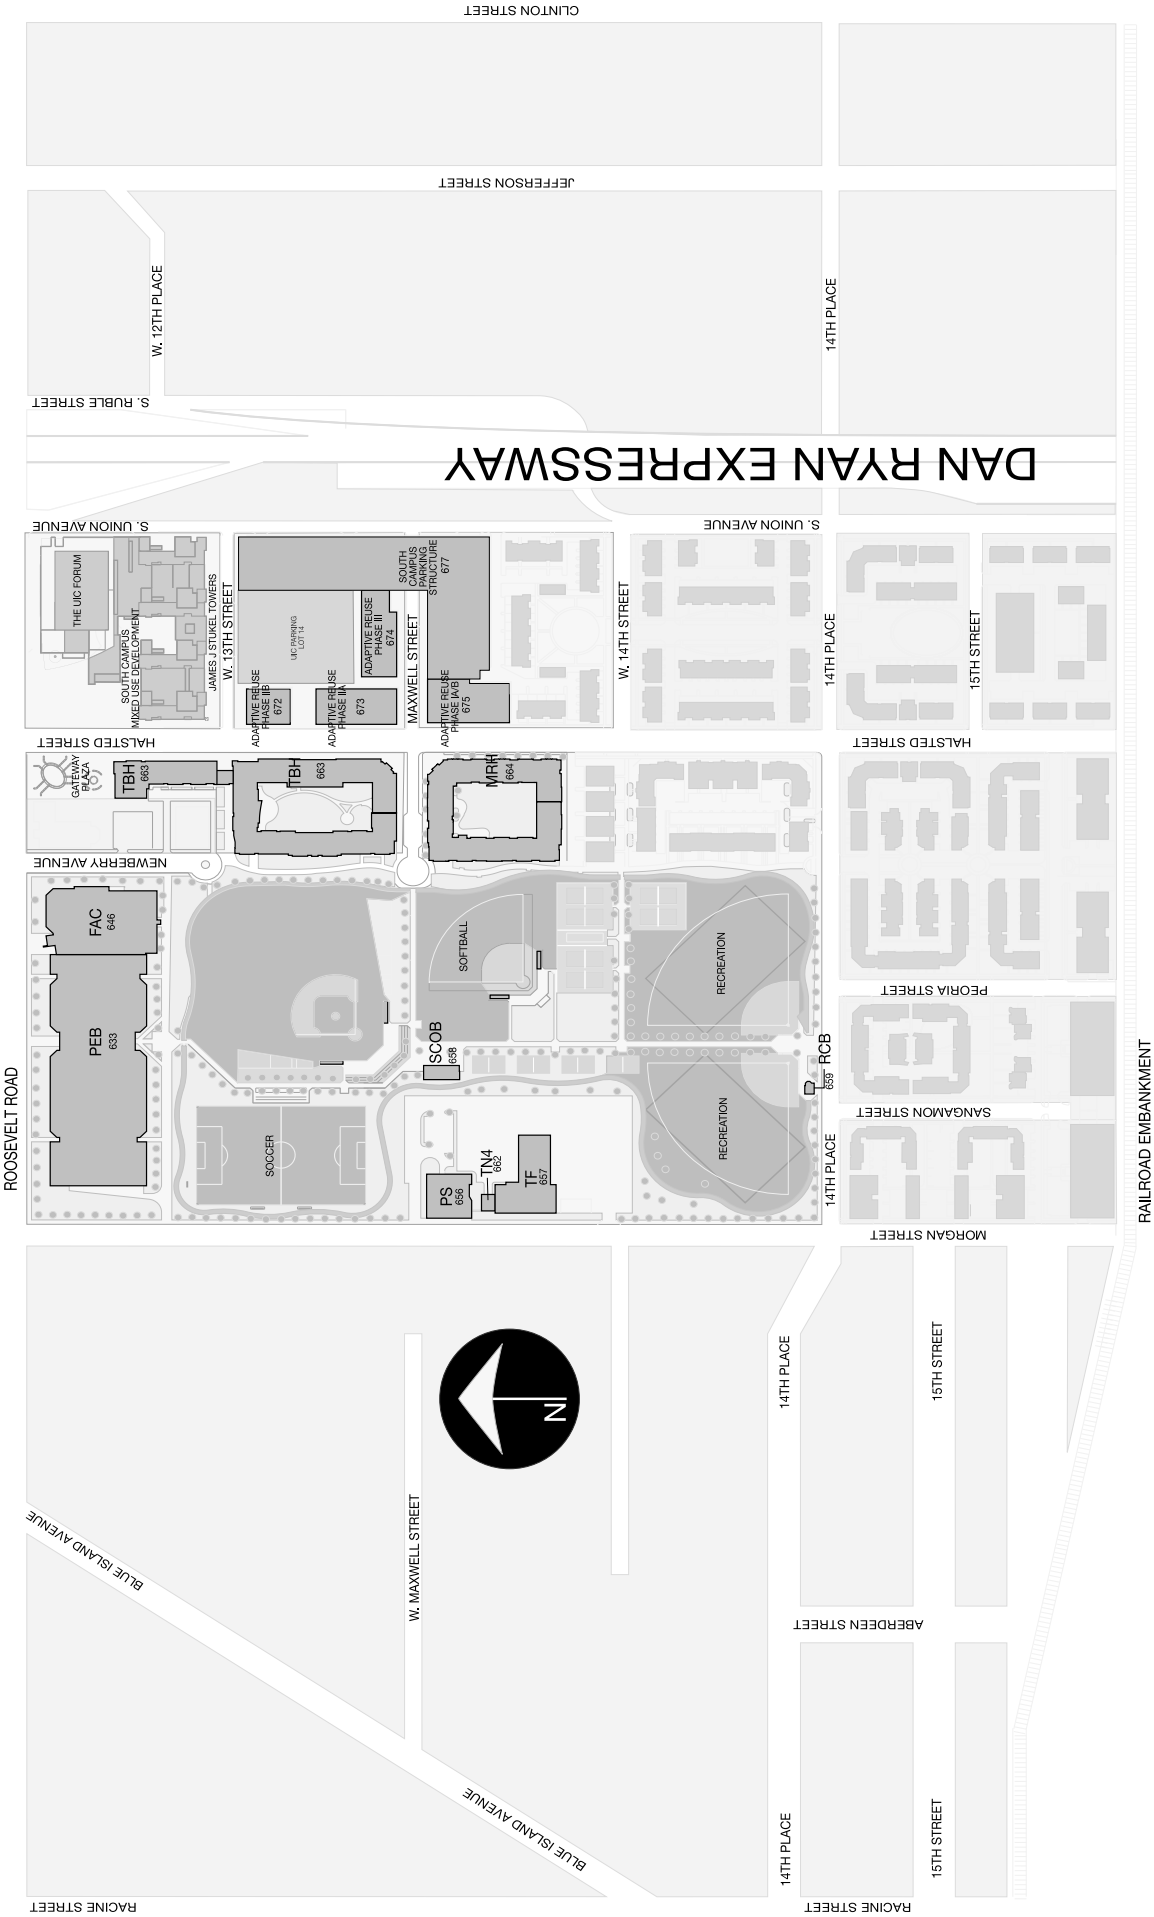 CLINTON STREET
JEFFERSON STREET
W. 12TH PLACE
14TH PLACE
S. RUBLE STREET
DAN RYAN EXPRESSWAY
S. UNION AVENUE
S. UNION AVENUE
THE UIC FORUM
SOUTH CAMPUS
MIXED USE DEVELOPMENT
JAMES J STUKEL TOWERS
W. 13TH STREET
UIC PARKING
LOT 14
SOUTH
CAMPUS
PARKING
STRUCTURE
677
ADAPTIVE REUSE
PHASE III
674
ADAPTIVE REUSE
PHASE IIB
672
ADAPTIVE REUSE
PHASE IIA
673
MAXWELL STREET
ADAPTIVE REUSE
PHASE IA/B
675
W. 14TH STREET
14TH PLACE
15TH STREET
HALSTED STREET
HALSTED STREET
GATEWAY
PLAZA
TBH
663
TBH
663
MRH
664
NEWBERRY AVENUE
FAC
646
PEB
633
SOFTBALL
RECREATION
PEORIA STREET
SCOB
658
RCB
659
ROOSEVELT ROAD
SOCCER
PS
656
TN4
662
TF
657
RECREATION
SANGAMON STREET
14TH PLACE
RAILROAD EMBANKMENT
MORGAN STREET
N
14TH PLACE
15TH STREET
BLUE ISLAND AVENUE
W. MAXWELL STREET
ABERDEEN STREET
BLUE ISLAND AVENUE
14TH PLACE
15TH STREET
RACINE STREET
RACINE STREET